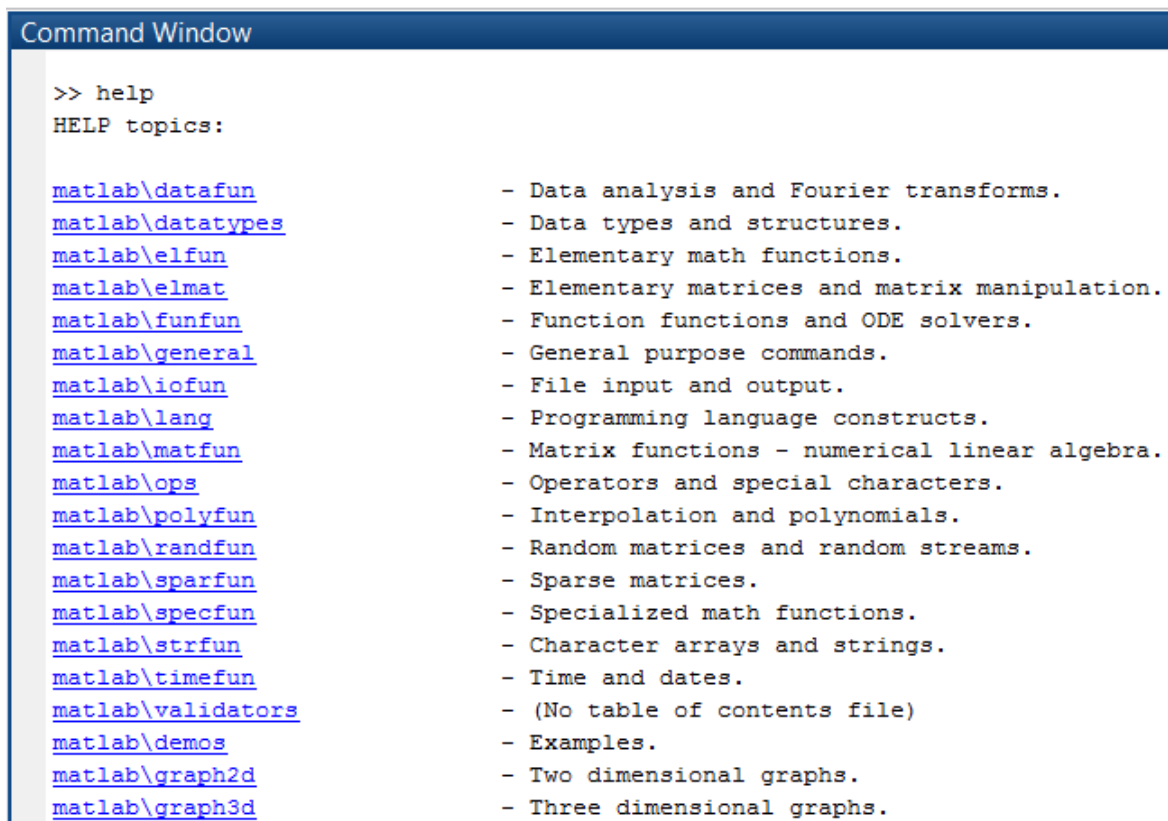 Command Window
>> help
HELP topics:
matlab\datafun - Data analysis and Fourier transforms.
matlab\datatypes - Data types and structures.
matlab\elfun - Elementary math functions.
matlab\elmat - Elementary matrices and matrix manipulation.
matlab\funfun - Function functions and ODE solvers.
matlab\general - General purpose commands.
matlab\iofun - File input and output.
matlab\lang - Programming language constructs.
matlab\matfun - Matrix functions - numerical linear algebra.
matlab\ops - Operators and special characters.
matlab\polyfun - Interpolation and polynomials.
matlab\randfun - Random matrices and random streams.
matlab\sparfun - Sparse matrices.
matlab\specfun - Specialized math functions.
matlab\strfun - Character arrays and strings.
matlab\timefun - Time and dates.
matlab\validators - (No table of contents file)
matlab\demos - Examples.
matlab\graph2d - Two dimensional graphs.
matlab\graph3d - Three dimensional graphs.